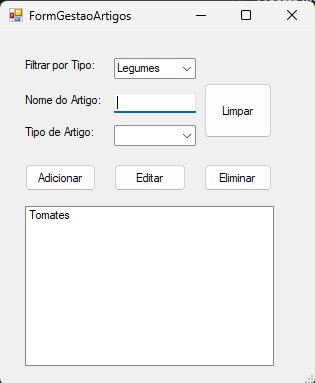 FormGestaoArtigos
Filtrar por Tipo: Legumes
Nome do Artigo:
Limpar
Tipo de Artigo:
Adicionar Editar Eliminar
Tomates